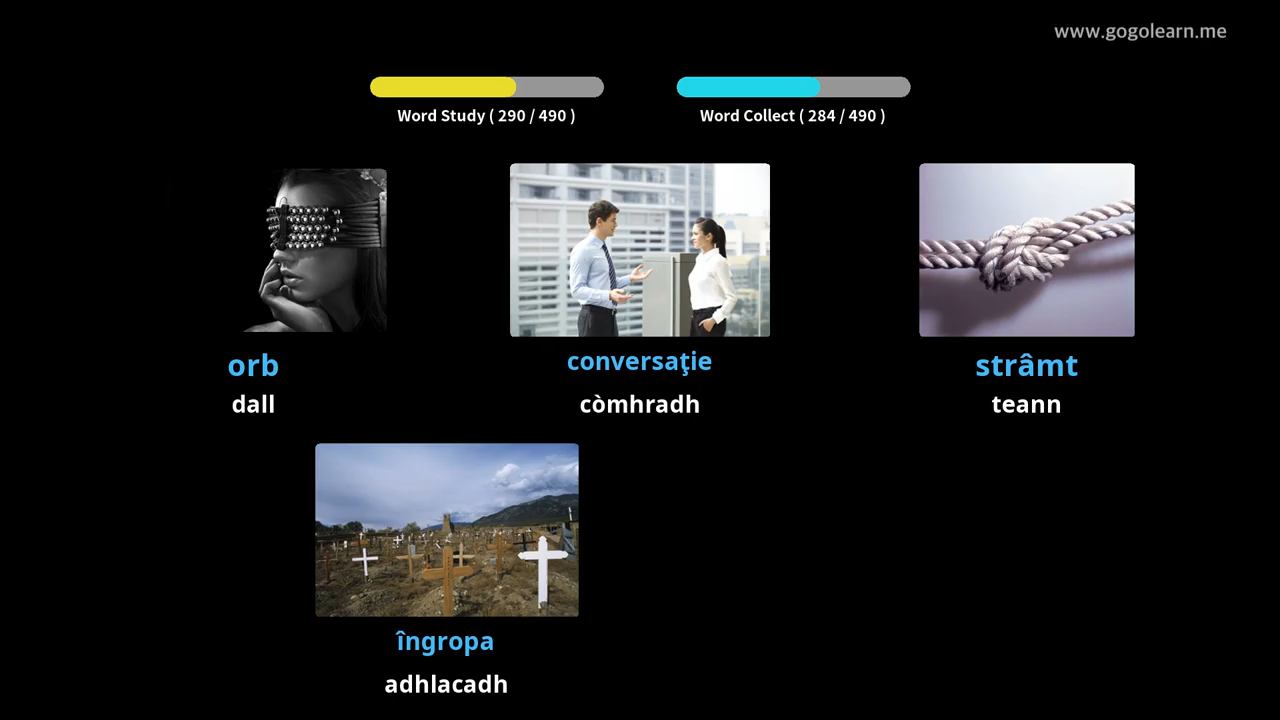 www.gogolearn.me
Word Study ( 290 / 490 )
Word Collect ( 284 / 490 )
orb
dall
conversaţie
còmhradh
strâmt
teann
îngropa
adhlacadh